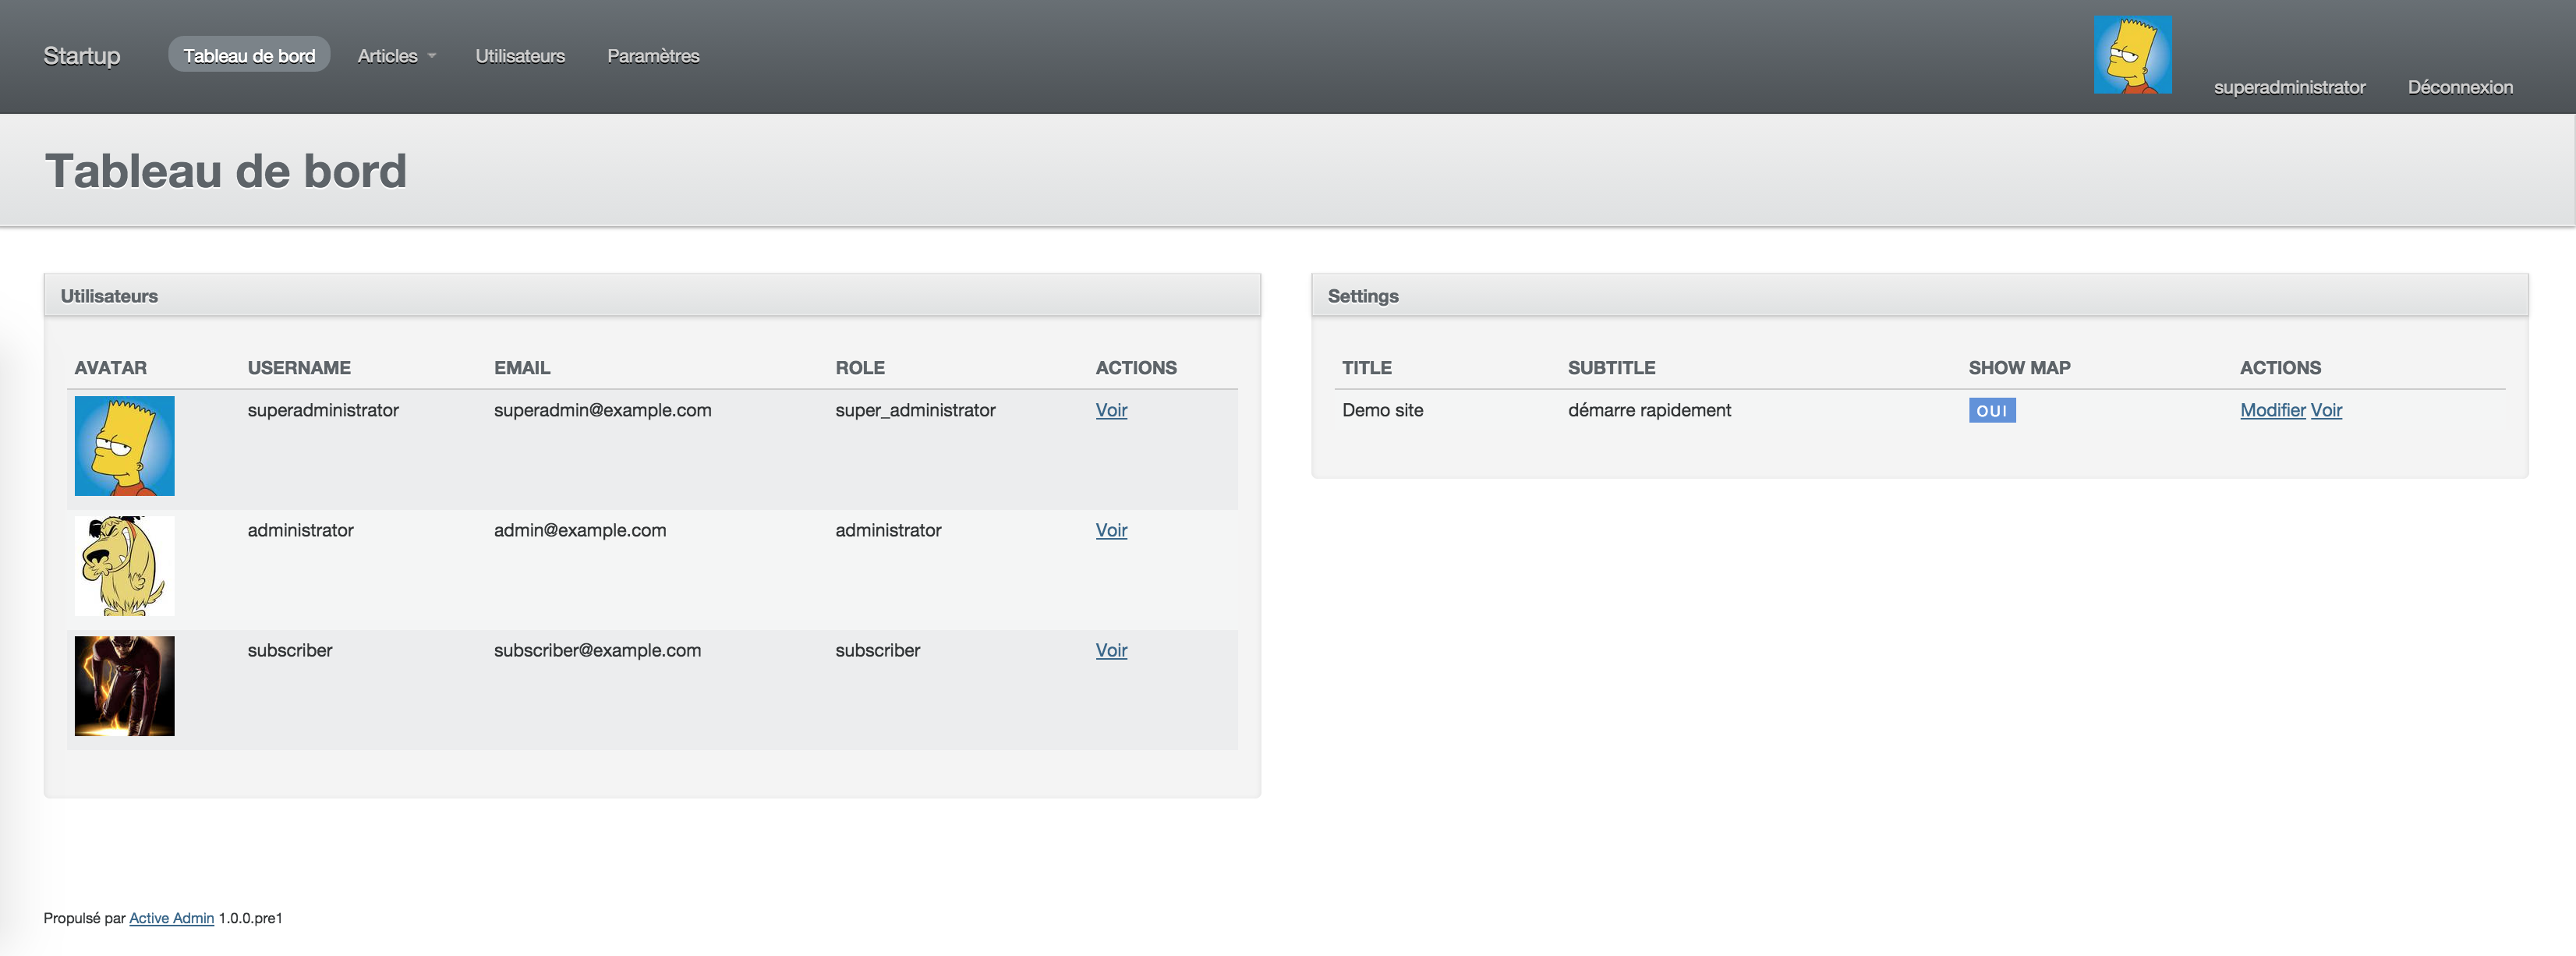 Startup Tableau de bord Articles Utilisateurs Paramètres superadministrator Déconnexion
Tableau de bord
Utilisateurs
AVATAR USERNAME EMAIL ROLE ACTIONS
superadministrator superadmin@example.com super_administrator Voir
administrator admin@example.com administrator Voir
subscriber subscriber@example.com subscriber Voir
Settings
TITLE SUBTITLE SHOW MAP ACTIONS
Demo site démarre rapidement OUI Modifier Voir
Propulsé par Active Admin 1.0.0.pre1